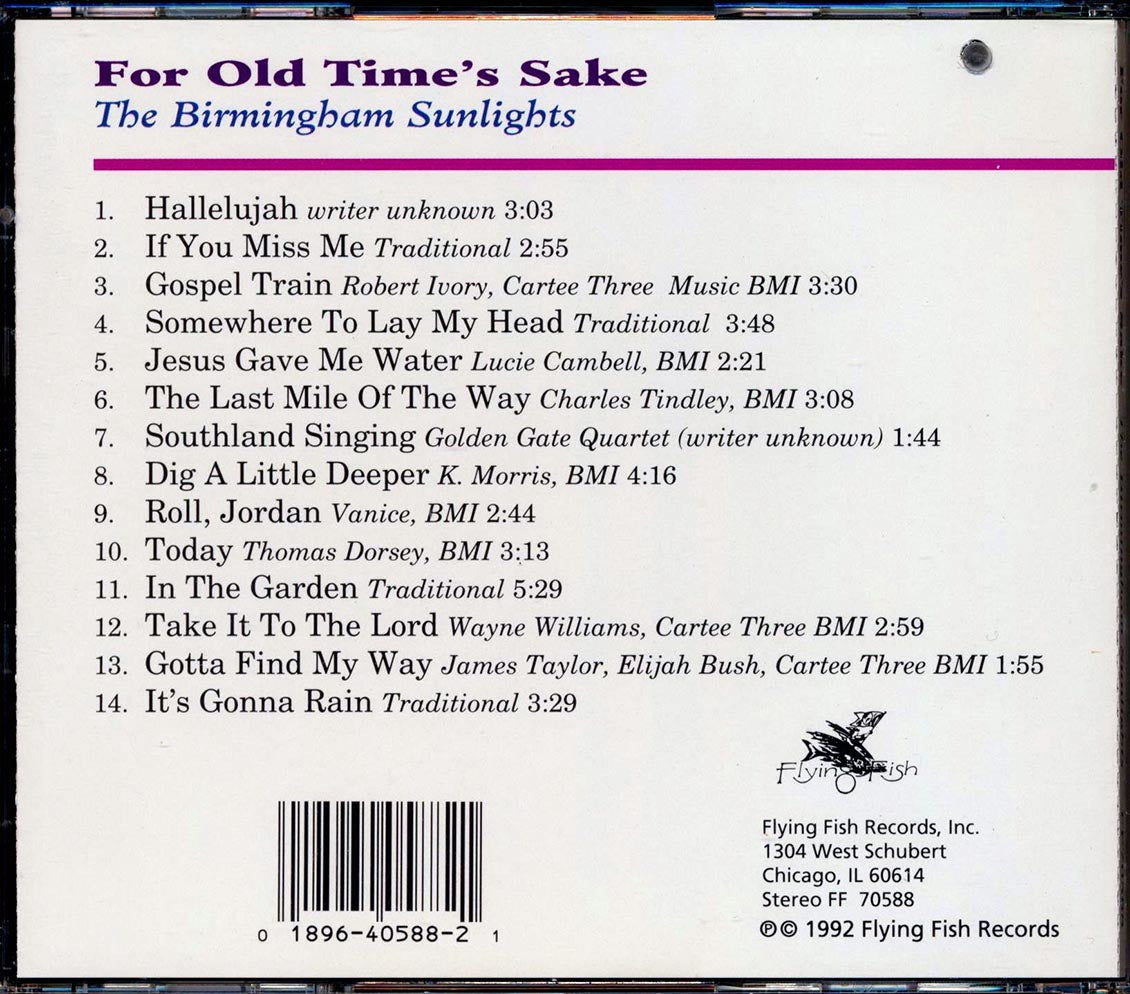 For Old Time's Sake
The Birmingham Sunlights
1. Hallelujah writer unknown 3:03
2. If You Miss Me Traditional 2:55
3. Gospel Train Robert Ivory, Cartee Three Music BMI 3:30
4. Somewhere To Lay My Head Traditional 3:48
5. Jesus Gave Me Water Lucie Cambell, BMI 2:21
6. The Last Mile Of The Way Charles Tindley, BMI 3:08
7. Southland Singing Golden Gate Quartet (writer unknown) 1:44
8. Dig A Little Deeper K. Morris, BMI 4:16
9. Roll, Jordan Vanice, BMI 2:44
10. Today Thomas Dorsey, BMI 3:13
11. In The Garden Traditional 5:29
12. Take It To The Lord Wayne Williams, Cartee Three BMI 2:59
13. Gotta Find My Way James Taylor, Elijah Bush, Cartee Three BMI 1:55
14. It's Gonna Rain Traditional 3:29
Flying Fish
Flying Fish Records, Inc.
1304 West Schubert
Chicago, IL 60614
Stereo FF 70588
℗© 1992 Flying Fish Records
0 1896-40588-2 1